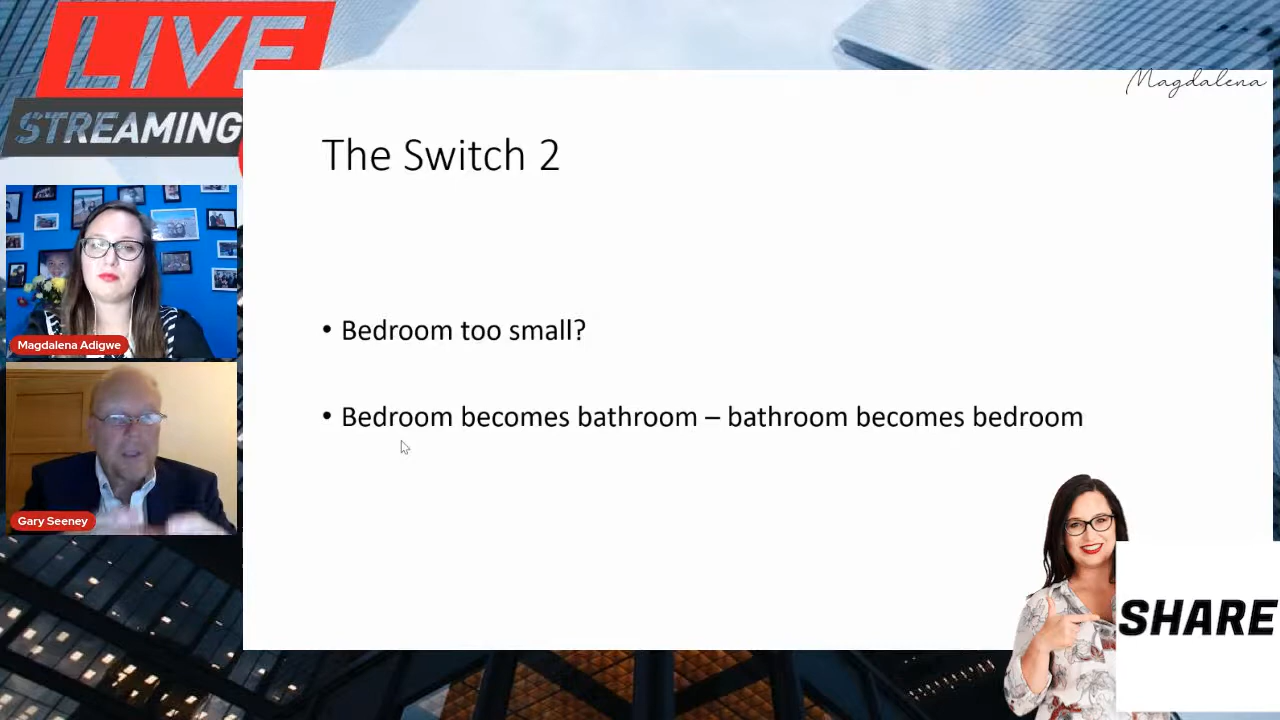 LIVE
STREAMING
Magdalena
The Switch 2
• Bedroom too small?
• Bedroom becomes bathroom – bathroom becomes bedroom
Magdalena Adigwe
Gary Seeney
SHARE